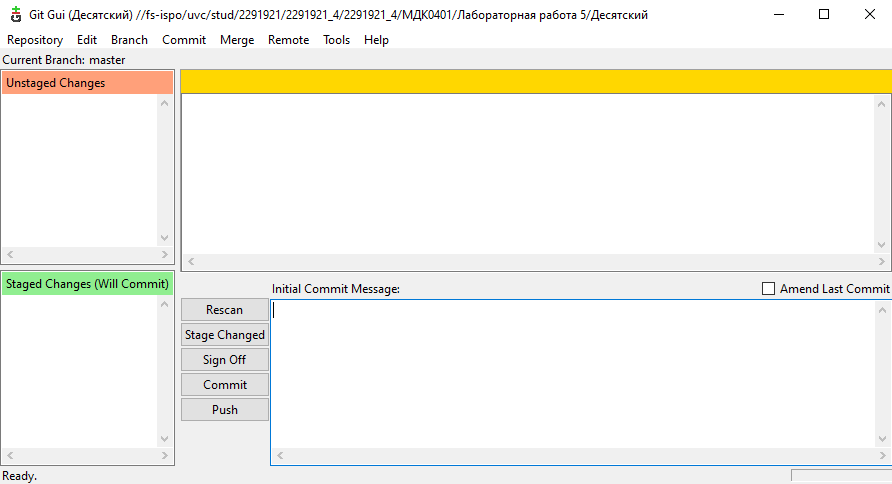 Git Gui (Десятский) //fs-ispo/uvc/stud/2291921/2291921_4/2291921_4/МДК0401/Лабораторная работа 5/Десятский
Repository Edit Branch Commit Merge Remote Tools Help
Current Branch: master
Unstaged Changes
Staged Changes (Will Commit)
Initial Commit Message:
Amend Last Commit
Rescan
Stage Changed
Sign Off
Commit
Push
Ready.